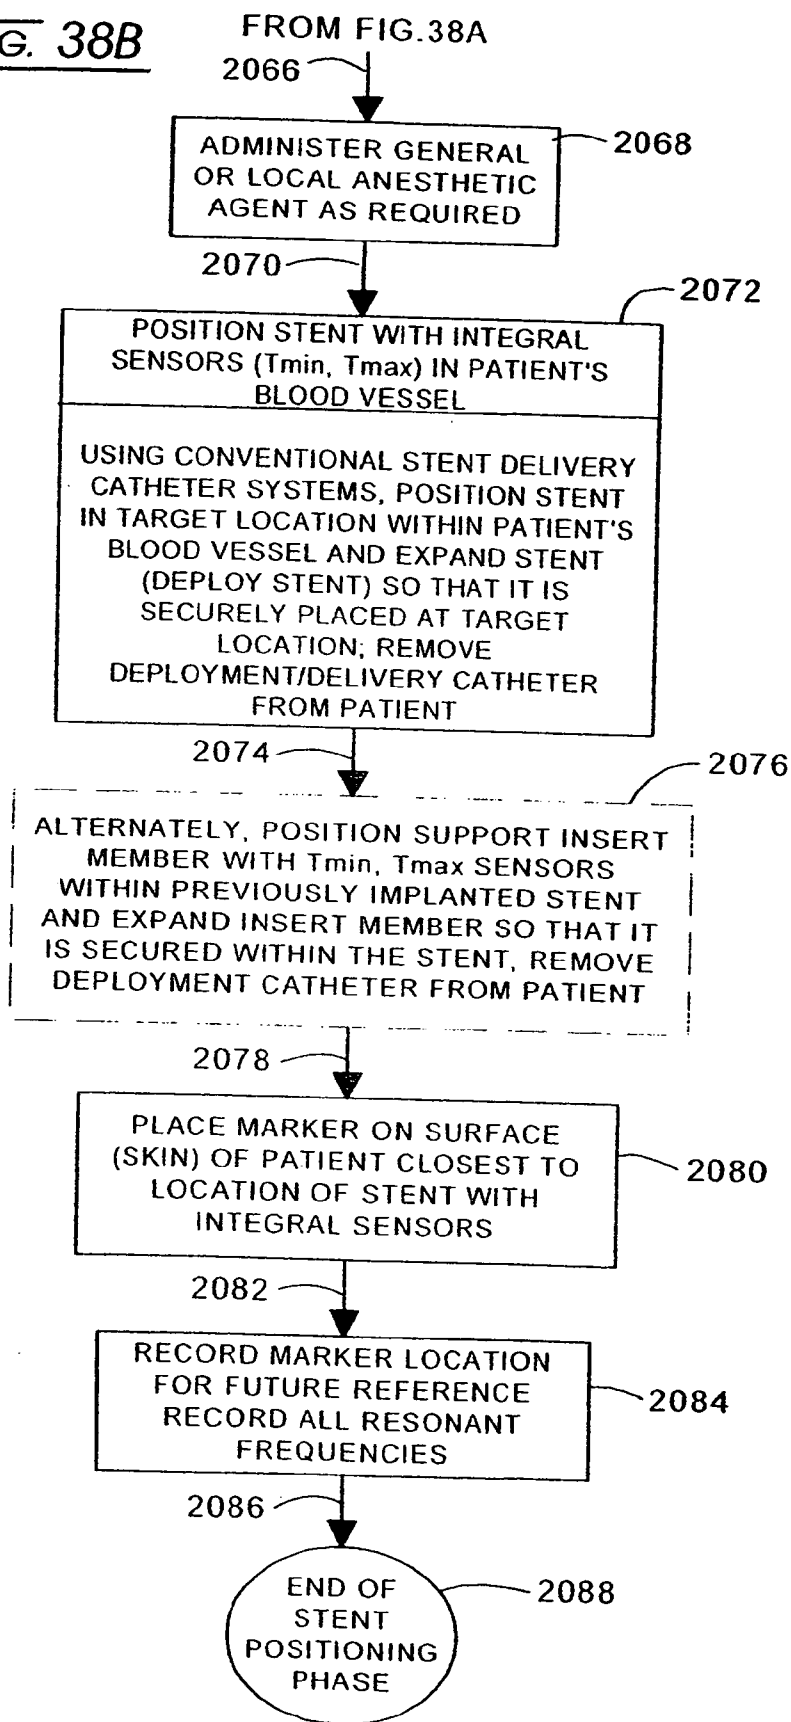 G. 38B
FROM FIG.38A
2066
ADMINISTER GENERAL
OR LOCAL ANESTHETIC
AGENT AS REQUIRED
2068
2070
2072
POSITION STENT WITH INTEGRAL
SENSORS (Tmin, Tmax) IN PATIENT'S
BLOOD VESSEL
USING CONVENTIONAL STENT DELIVERY
CATHETER SYSTEMS, POSITION STENT
IN TARGET LOCATION WITHIN PATIENT'S
BLOOD VESSEL AND EXPAND STENT
(DEPLOY STENT) SO THAT IT IS
SECURELY PLACED AT TARGET
LOCATION; REMOVE
DEPLOYMENT/DELIVERY CATHETER
FROM PATIENT
2074
2076
ALTERNATELY, POSITION SUPPORT INSERT
MEMBER WITH Tmin, Tmax SENSORS
WITHIN PREVIOUSLY IMPLANTED STENT
AND EXPAND INSERT MEMBER SO THAT IT
IS SECURED WITHIN THE STENT, REMOVE
DEPLOYMENT CATHETER FROM PATIENT
2078
PLACE MARKER ON SURFACE
(SKIN) OF PATIENT CLOSEST TO
LOCATION OF STENT WITH
INTEGRAL SENSORS
2080
2082
RECORD MARKER LOCATION
FOR FUTURE REFERENCE
RECORD ALL RESONANT
FREQUENCIES
2084
2086
END OF
STENT
POSITIONING
PHASE
2088